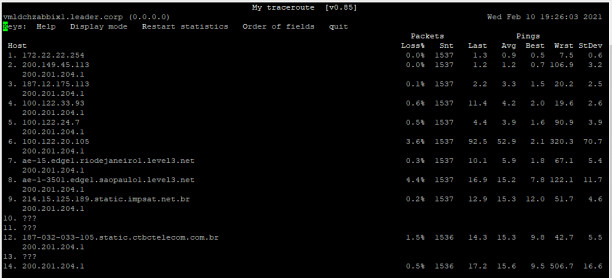 My traceroute [v0.85]
vmldchzabbix1.leader.corp (0.0.0.0) Wed Feb 10 19:26:03 2021
Keys: Help Display mode Restart statistics Order of fields quit
Packets Pings
Host Loss% Snt Last Avg Best Wrst StDev
1. 172.22.22.254 0.0% 1537 1.3 0.9 0.5 7.5 0.6
2. 200.149.45.113 0.0% 1537 1.2 1.2 0.7 106.9 3.2
200.201.204.1
3. 187.12.175.113 0.1% 1537 2.2 3.3 1.5 20.2 2.5
200.201.204.1
4. 100.122.33.93 0.6% 1537 11.4 4.2 2.0 19.6 2.6
200.201.204.1
5. 100.122.24.7 0.5% 1537 4.4 3.9 1.6 90.9 3.9
200.201.204.1
6. 100.122.20.105 3.6% 1537 92.5 52.9 2.1 320.3 70.7
200.201.204.1
7. ae-15.edge1.riodejaneiro1.level3.net 0.3% 1537 10.1 5.9 1.8 67.1 5.4
200.201.204.1
8. ae-1-3501.edge1.saopaulo1.level3.net 4.4% 1537 16.9 15.2 7.8 122.1 11.7
200.201.204.1
9. 214.15.125.189.static.impsat.net.br 0.2% 1537 12.9 15.3 12.0 51.7 4.6
200.201.204.1
10. ???
11. ???
12. 187-032-033-105.static.ctbctelecom.com.br 1.5% 1536 14.3 15.3 9.8 42.7 5.5
200.201.204.1
13. ???
14. 200.201.204.1 0.5% 1536 17.2 15.6 9.5 506.7 16.6